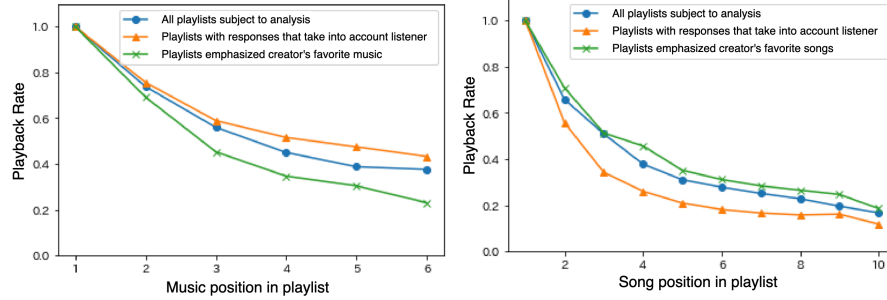 All playlists subject to analysis
Playlists with responses that take into account listener
Playlists emphasized creator's favorite music
Playback Rate
1.0
0.8
0.6
0.4
0.2
0.0
1 2 3 4 5 6
Music position in playlist
All playlists subject to analysis
Playlists with responses that take into account listener
Playlists emphasized creator's favorite songs
Playback Rate
1.0
0.8
0.6
0.4
0.2
0.0
2 4 6 8 10
Song position in playlist